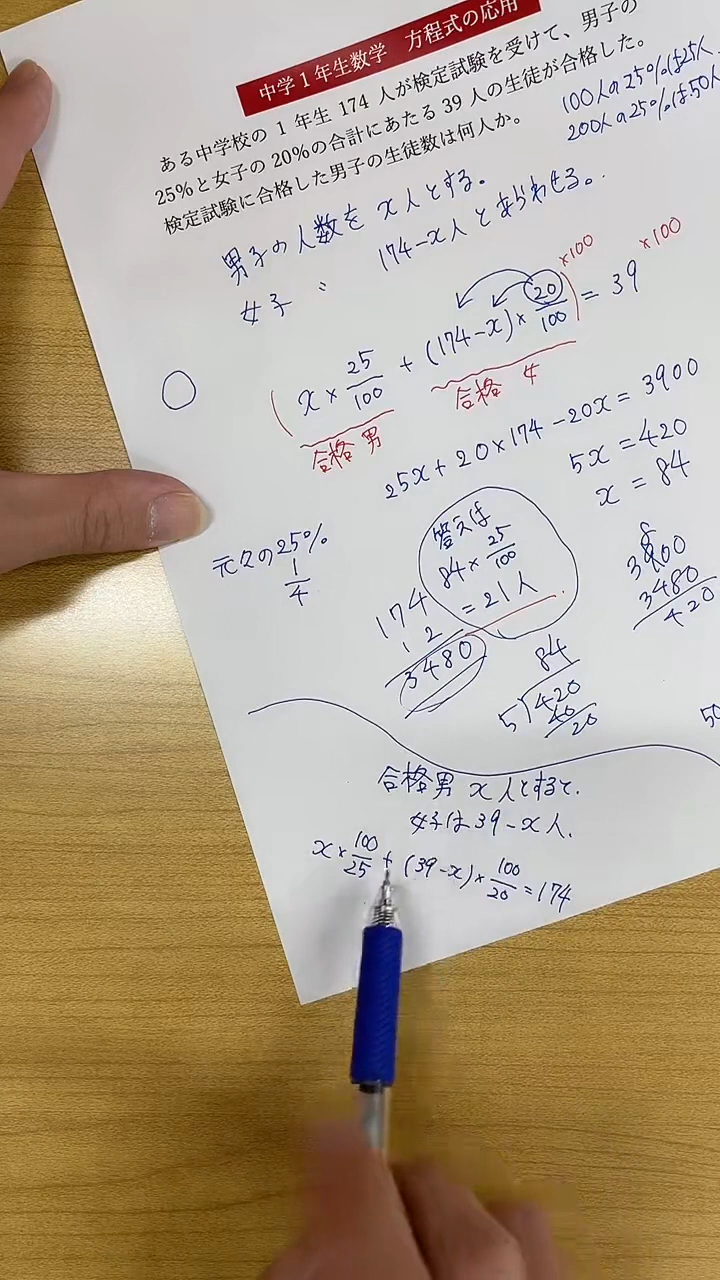 中学1年生数学 方程式の応用
ある中学校の 1 年生 174 人が検定試験を受けて、男子の
25%と女子の 20%の合計にあたる 39 人の生徒が合格した。
検定試験に合格した男子の生徒数は何人か。
100人の25%は25人
200人の25%は50人
男子の人数を x人とする。
女子 〃 174-x人とあらわせる。
(x × 25/100 + (174-x) × 20/100) ×100 = 39 ×100
合格 男 合格 女
25x + 20×174 - 20x = 3900
5x = 420
x = 84
元々の25%
1/4
答えは
84× 25/100
= 21人
174
3480
3900
3480
420
84
5)420
40
20
50
合格男 x人とすると、
女子は39-x人、
x× 100/25 + (39-x)× 100/20 = 174